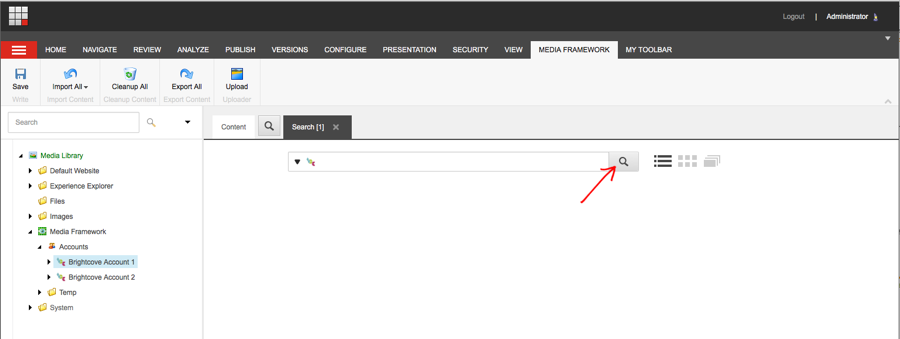 Logout | Administrator
HOME NAVIGATE REVIEW ANALYZE PUBLISH VERSIONS CONFIGURE PRESENTATION SECURITY VIEW MEDIA FRAMEWORK MY TOOLBAR
Save Import All Cleanup All Export All Upload
Write Import Content Cleanup Content Export Content Uploader
Search
Content Search [1]
Media Library
Default Website
Experience Explorer
Files
Images
Media Framework
Accounts
Brightcove Account 1
Brightcove Account 2
Temp
System